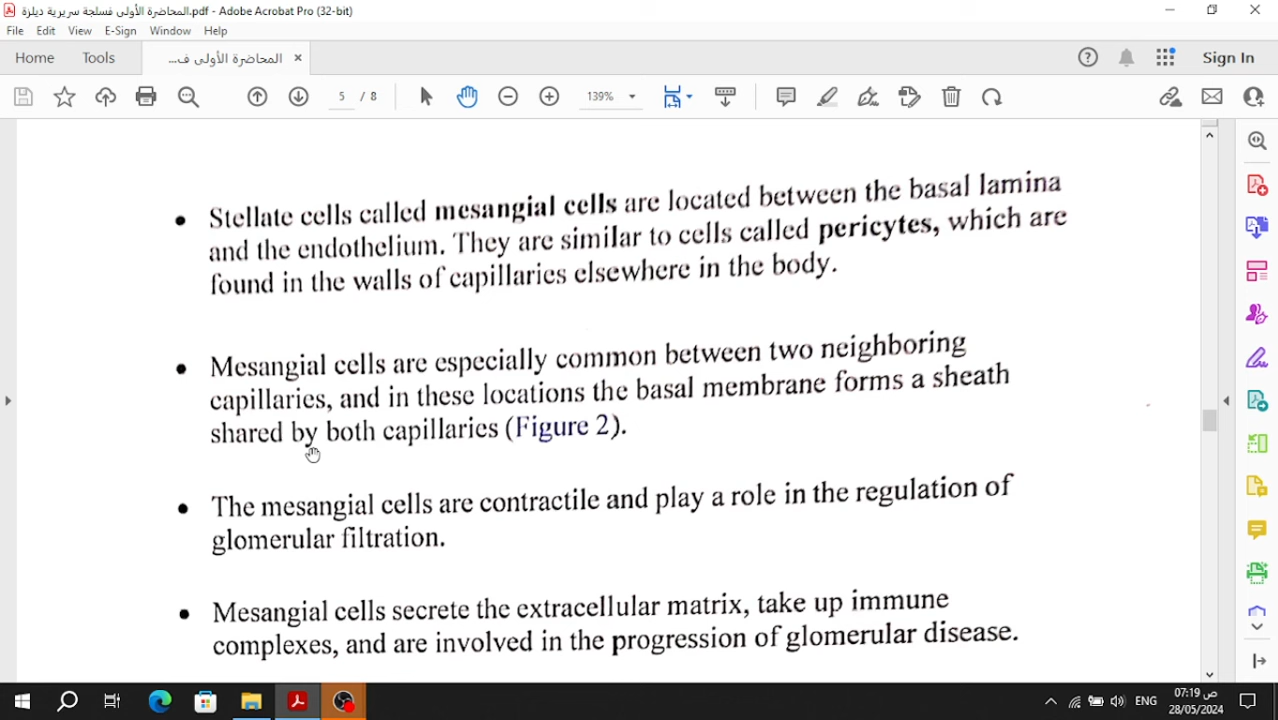 المحاضرة الأولى فسلجة سريرية ديلزة.pdf - Adobe Acrobat Pro (32-bit)
File Edit View E-Sign Window Help
Home Tools المحاضرة الأولى ف... × Sign In
5 / 8 139%
• Stellate cells called mesangial cells are located between the basal lamina
and the endothelium. They are similar to cells called pericytes, which are
found in the walls of capillaries elsewhere in the body.
• Mesangial cells are especially common between two neighboring
capillaries, and in these locations the basal membrane forms a sheath
shared by both capillaries (Figure 2).
• The mesangial cells are contractile and play a role in the regulation of
glomerular filtration.
• Mesangial cells secrete the extracellular matrix, take up immune
complexes, and are involved in the progression of glomerular disease.
ENG 07:19 ص
28/05/2024